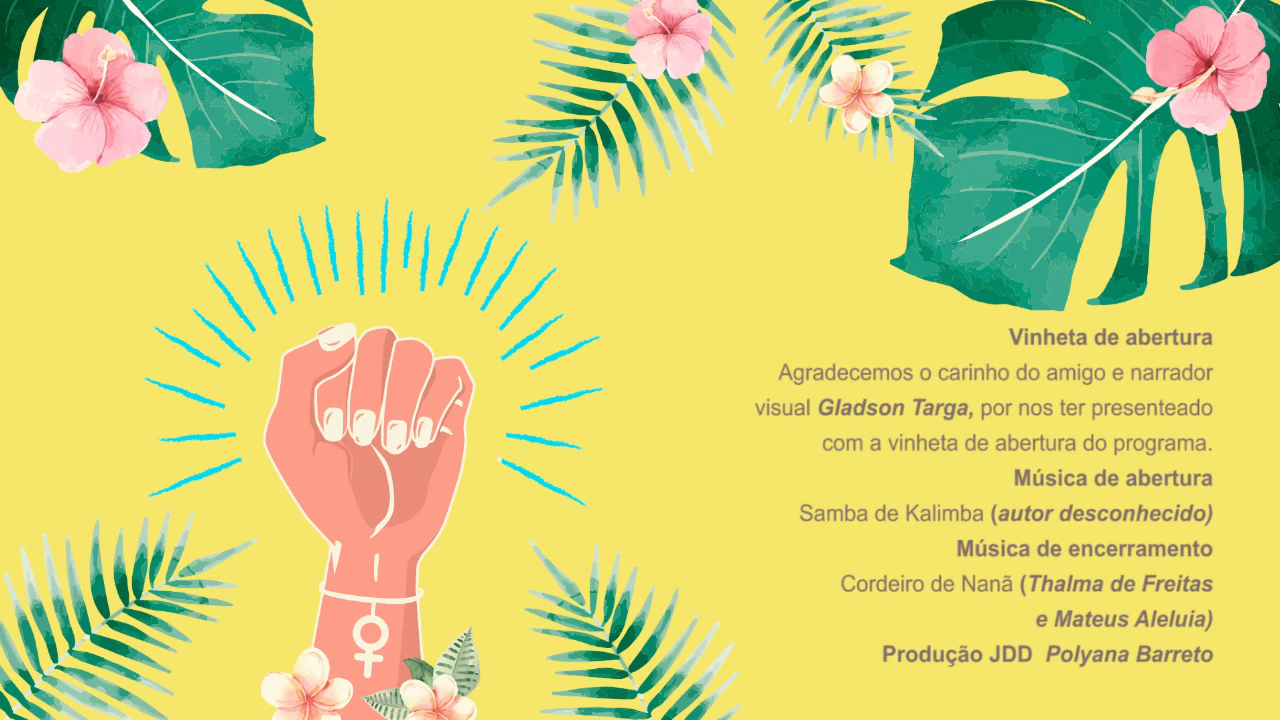 Vinheta de abertura
Agradecemos o carinho do amigo e narrador
visual Gladson Targa, por nos ter presenteado
com a vinheta de abertura do programa.
Música de abertura
Samba de Kalimba (autor desconhecido)
Música de encerramento
Cordeiro de Nanã (Thalma de Freitas
e Mateus Aleluia)
Produção JDD Polyana Barreto